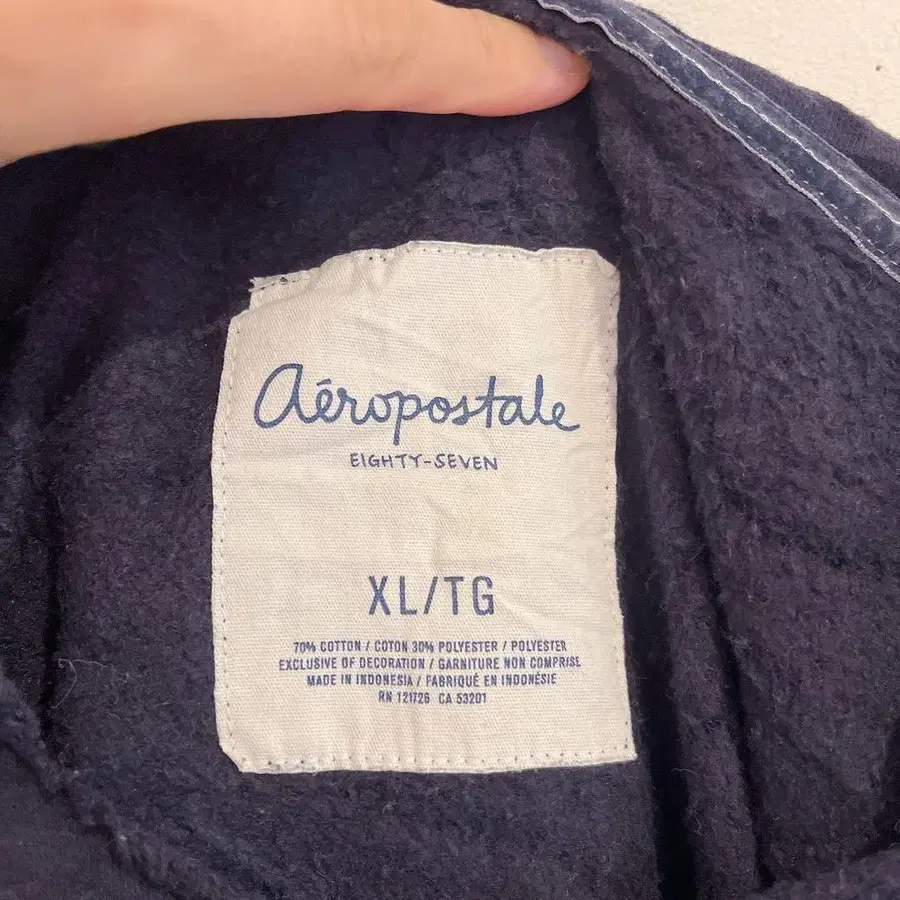 aéropostale
EIGHTY-SEVEN
XL/TG
70% COTTON / COTON 30% POLYESTER / POLYESTER
EXCLUSIVE OF DECORATION / GARNITURE NON COMPRISE
MADE IN INDONESIA / FABRIQUÉ EN INDONÉSIE
RN 121726 CA 53201